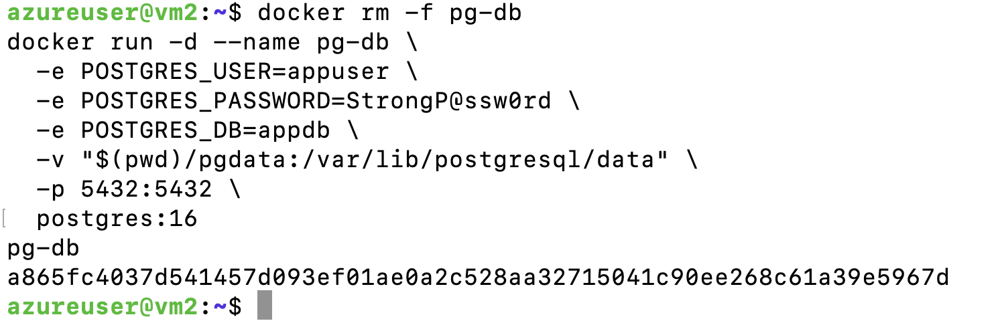 azureuser@vm2:~$ docker rm -f pg-db
docker run -d --name pg-db \
  -e POSTGRES_USER=appuser \
  -e POSTGRES_PASSWORD=StrongP@ssw0rd \
  -e POSTGRES_DB=appdb \
  -v "$(pwd)/pgdata:/var/lib/postgresql/data" \
  -p 5432:5432 \
  postgres:16
pg-db
a865fc4037d541457d093ef01ae0a2c528aa32715041c90ee268c61a39e5967d
azureuser@vm2:~$